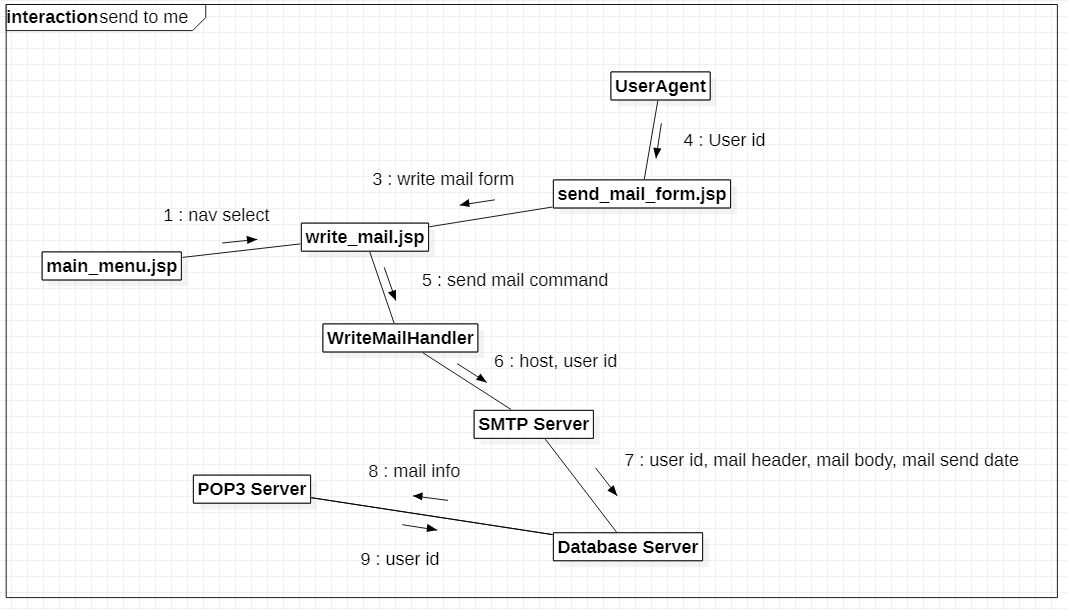 interaction send to me
UserAgent
4 : User id
3 : write mail form
send_mail_form.jsp
1 : nav select
write_mail.jsp
main_menu.jsp
5 : send mail command
WriteMailHandler
6 : host, user id
SMTP Server
7 : user id, mail header, mail body, mail send date
8 : mail info
POP3 Server
Database Server
9 : user id